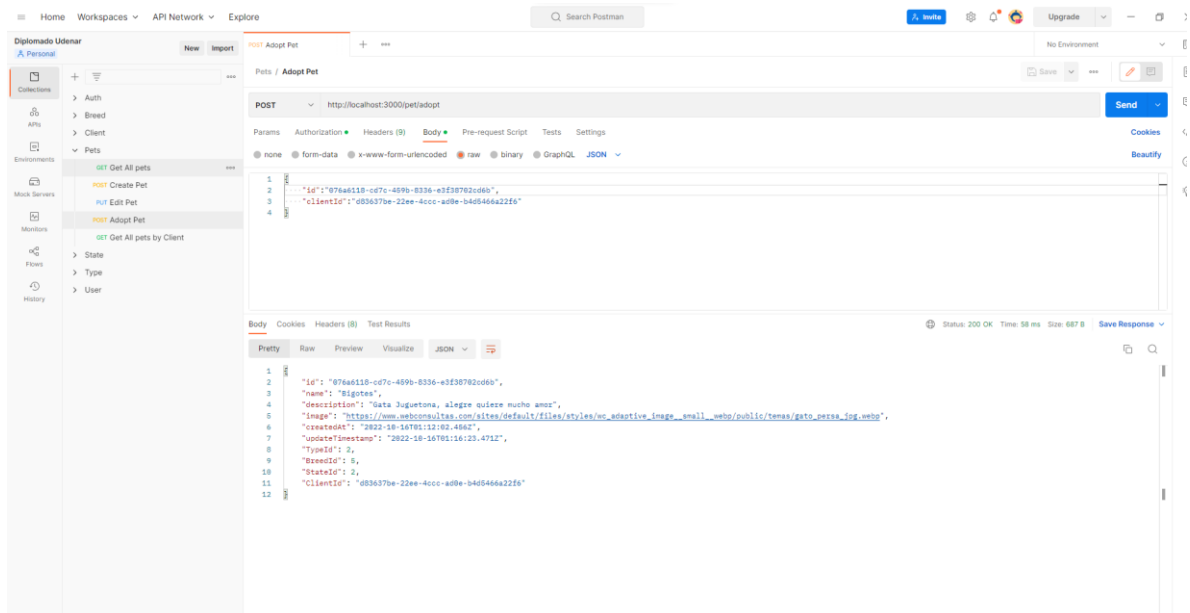 Home Workspaces API Network Explore
Search Postman
Invite
Upgrade
Diplomado Udenar
Personal
New Import
POST Adopt Pet
No Environment
Collections
APIs
Environments
Mock Servers
Monitors
Flows
History
Auth
Breed
Client
Pets
GET Get All pets
POST Create Pet
PUT Edit Pet
POST Adopt Pet
GET Get All pets by Client
State
Type
User
Pets / Adopt Pet
Save
POST http://localhost:3000/pet/adopt
Send
Params Authorization Headers (9) Body Pre-request Script Tests Settings
Cookies
none form-data x-www-form-urlencoded raw binary GraphQL JSON
Beautify
1 {
2 "id":"076a6118-cd7c-459b-8336-e3f38702cd6b",
3 "clientId":"d83637be-22ee-4ccc-ad0e-b4d5466a22f6"
4 }
Body Cookies Headers (8) Test Results
Status: 200 OK Time: 58 ms Size: 687 B Save Response
Pretty Raw Preview Visualize JSON
1 {
2 "id": "076a6118-cd7c-459b-8336-e3f38702cd6b",
3 "name": "Bigotes",
4 "description": "Gata Juguetona, alegre quiere mucho amor",
5 "image": "https://www.webconsultas.com/sites/default/files/styles/wc_adaptive_image__small__webp/public/temas/gato_persa_jpg.webp",
6 "createdAt": "2022-10-16T01:12:02.456Z",
7 "updateTimestamp": "2022-10-16T01:16:23.471Z",
8 "TypeId": 2,
9 "BreedId": 5,
10 "StateId": 2,
11 "ClientId": "d83637be-22ee-4ccc-ad0e-b4d5466a22f6"
12 }